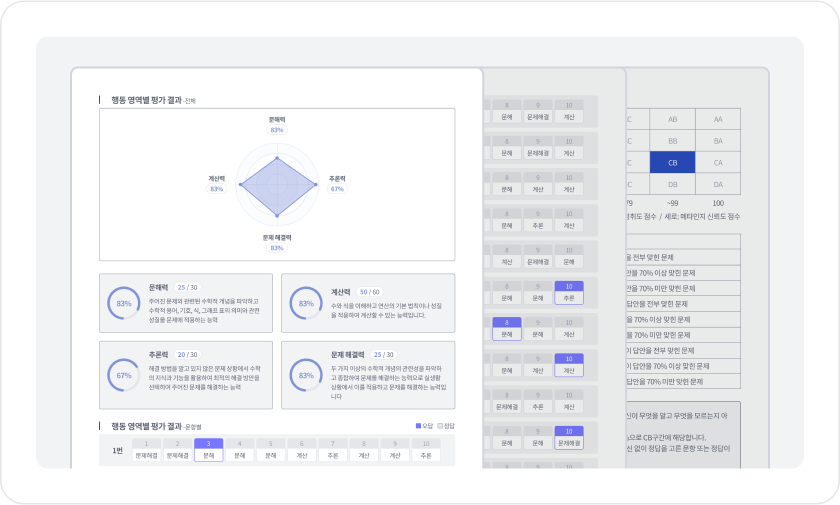 행동 영역별 평가 결과 -전체
문해력
83%
계산력
83%
추론력
67%
문제 해결력
83%
83%
문해력 25 / 30
주어진 문제와 관련된 수학적 개념을 파악하고
수학적 용어, 기호, 식, 그래프 표의 의미와 관련
성질을 문제에 적용하는 능력
83%
계산력 50 / 60
수와 식을 이해하고 연산의 기본 법칙이나 성질
을 적용하여 계산할 수 있는 능력입니다.
67%
추론력 20 / 30
해결 방법을 알고 있지 않은 문제 상황에서 수학
의 지식과 기능을 활용하여 최적의 해결 방안을
선택하여 주어진 문제를 해결하는 능력
83%
문제 해결력 25 / 30
두 가지 이상의 수학적 개념의 관련성을 파악하
고 종합하여 문제를 해결하는 능력으로 실생활
상황에서 이를 적용하고 문제를 해결하는 능력입
니다
행동 영역별 평가 결과 -문항별
오답 정답
1번
1 2 3 4 5 6 7 8 9 10
문제해결 문제해결 문해 문해 문해 계산 추론 계산 계산 추론
8 9 10
문해 문제해결 계산
8 9 10
문해 문제해결 계산
8 9 10
문해 계산 계산
8 9 10
문해 추론 계산
8 9 10
계산 문제해결 문해
8 9 10
문해 문해 추론
8 9 10
문해 문해 계산
8 9 10
문해 계산 계산
8 9 10
문제해결 추론 계산
8 9 10
문해 문해 문제해결
8 9 10
C AB AA
C BB BA
C CB CA
C DB DA
79 ~99 100
취도 점수 / 세로: 메타인지 신뢰도 점수
을 전부 맞힌 문제
안을 70% 이상 맞힌 문제
안을 70% 미만 맞힌 문제
답안을 전부 맞힌 문제
을 70% 이상 맞힌 문제
을 70% 미만 맞힌 문제
이 답안을 전부 맞힌 문제
이 답안을 70% 이상 맞힌 문제
답안을 70% 미만 맞힌 문제
신이 무엇을 알고 무엇을 모르는지 아
으로 CB구간에 해당합니다.
신 없이 정답을 고른 문항 또는 정답이